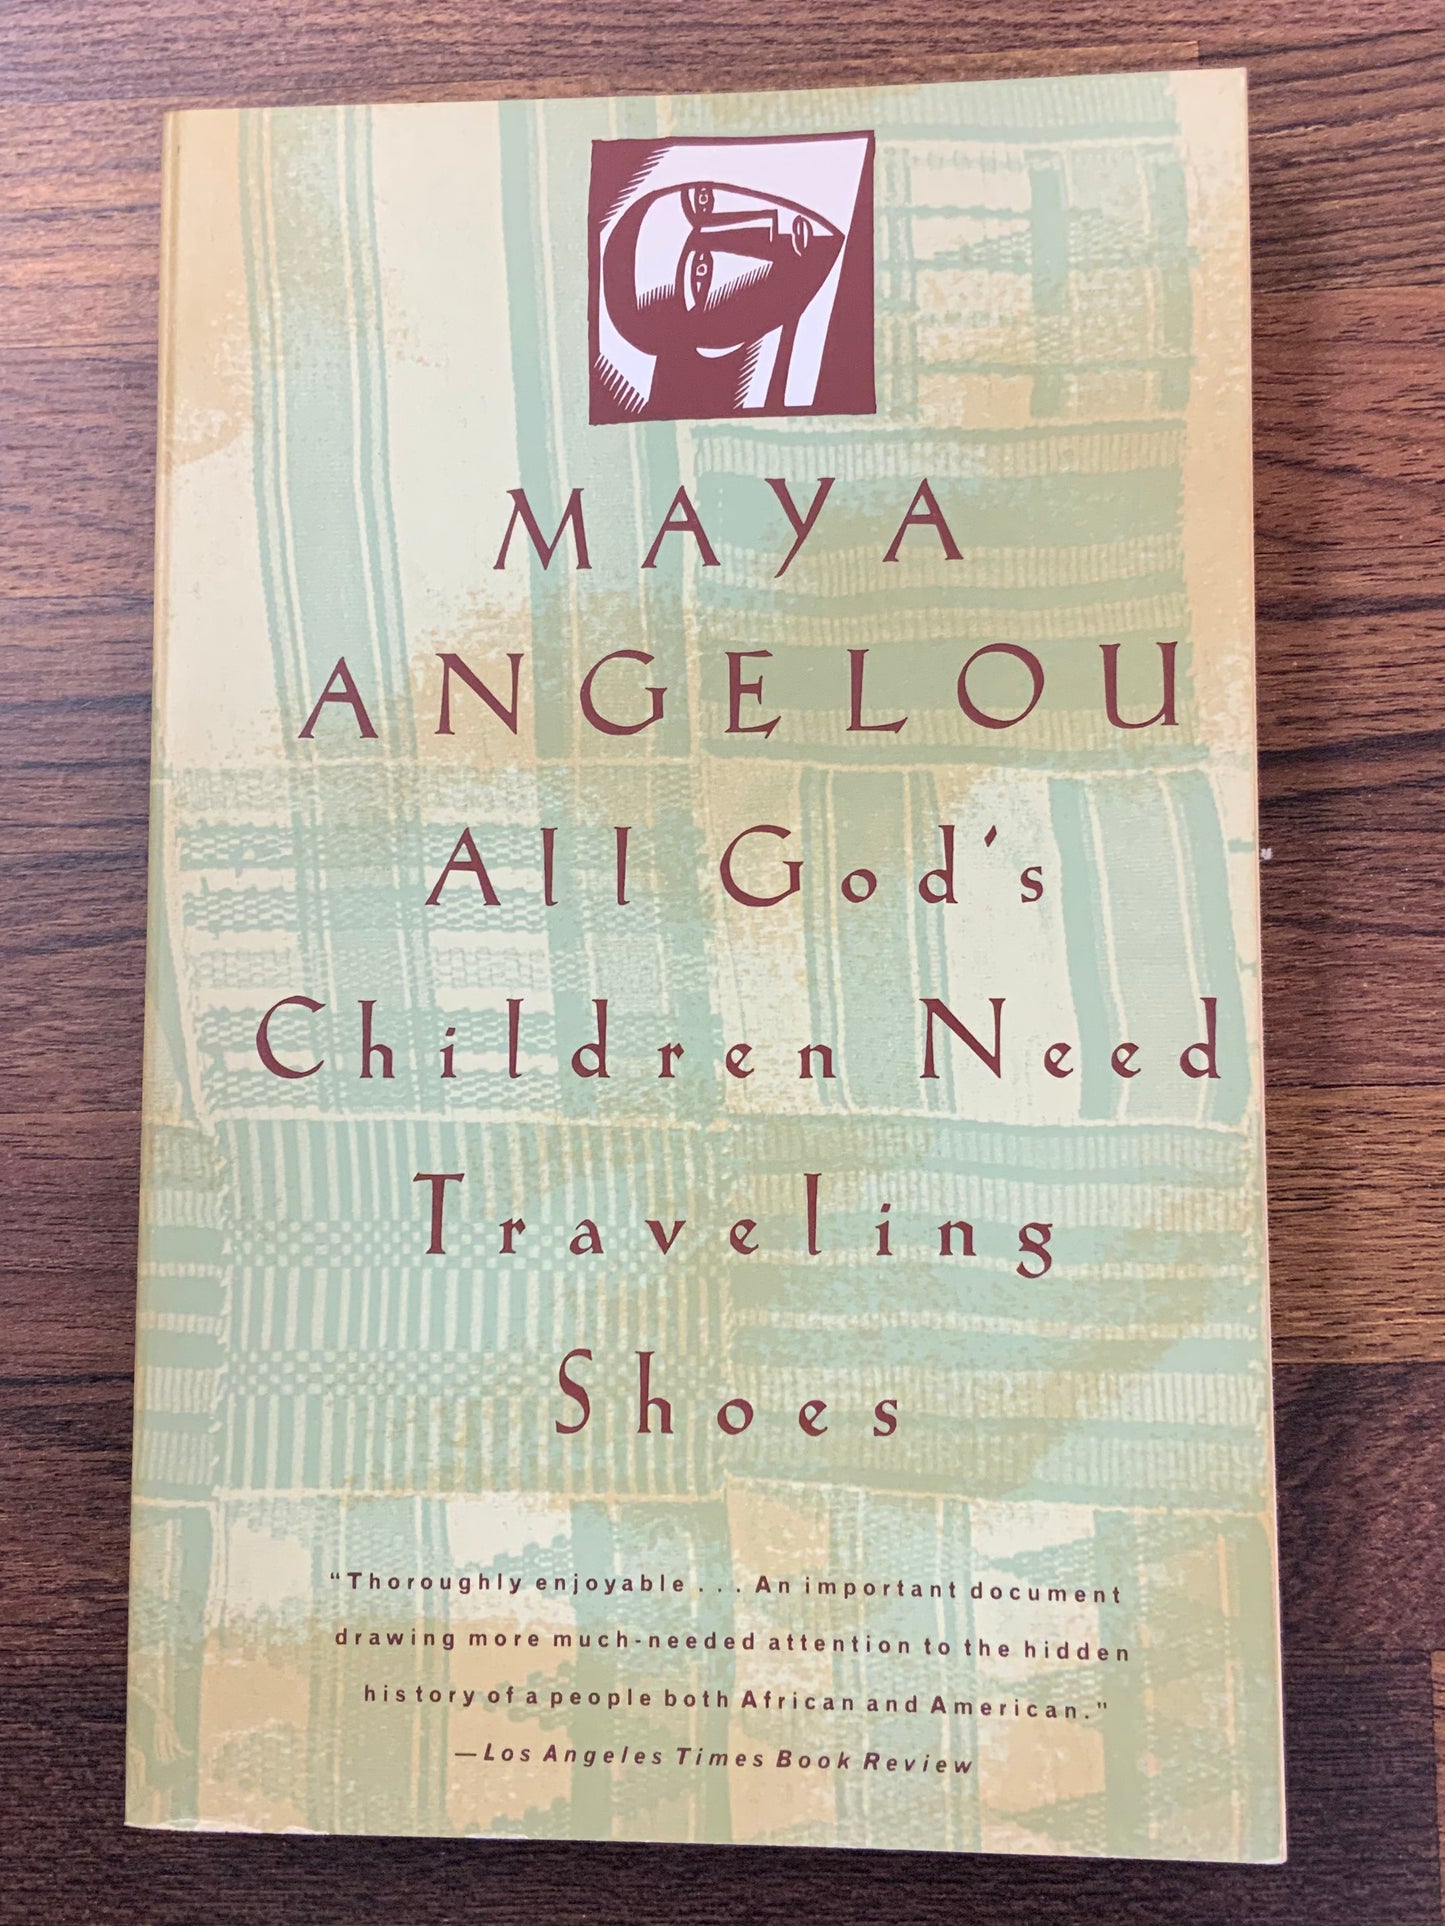 MAYA
ANGELOU
All God's
Children Need
Traveling
Shoes
"Thoroughly enjoyable . . . An important document
drawing more much-needed attention to the hidden
history of a people both African and American."
—Los Angeles Times Book Review